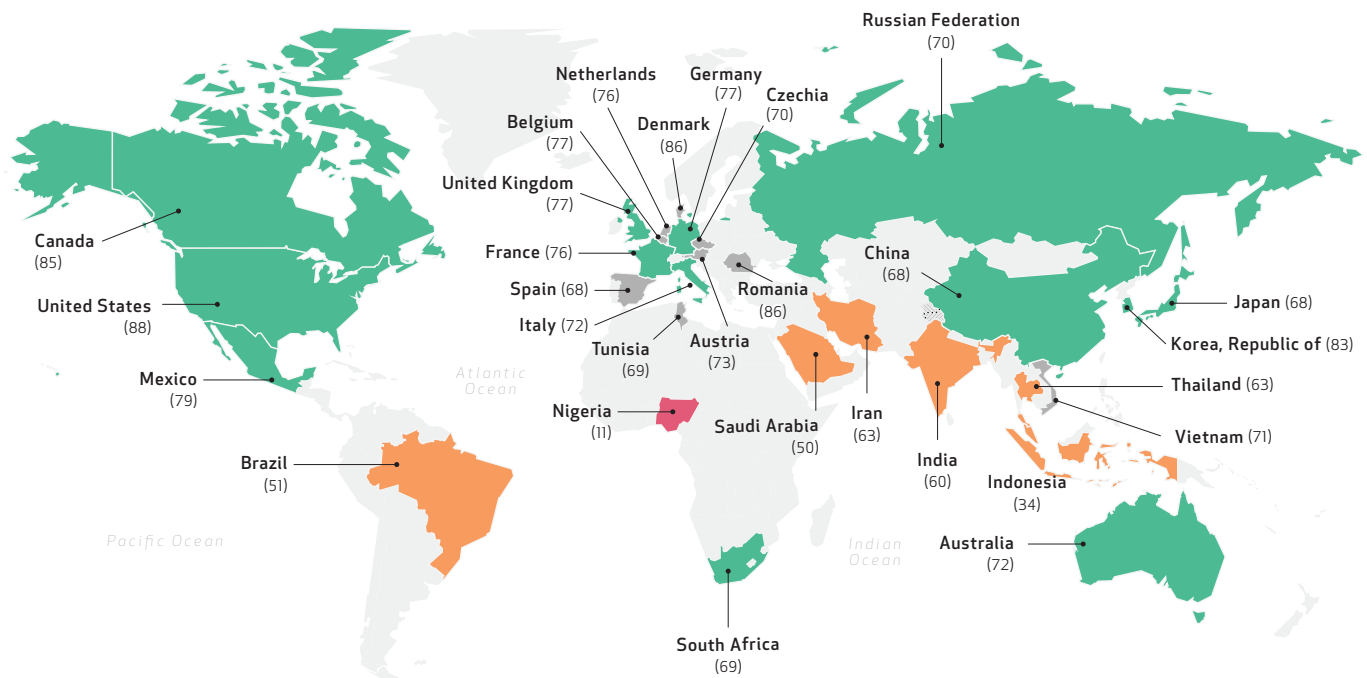 Russian Federation
(70)
Netherlands
(76)
Germany
(77)
Czechia
(70)
Belgium
(77)
Denmark
(86)
United Kingdom
(77)
Canada
(85)
France (76)
China
(68)
Spain (68)
Romania
(86)
United States
(88)
Japan (68)
Italy (72)
Korea, Republic of (83)
Tunisia
(69)
Austria
(73)
Mexico
(79)
Atlantic
Ocean
Thailand (63)
Nigeria
(11)
Saudi Arabia
(50)
Iran
(63)
Vietnam (71)
Brazil
(51)
India
(60)
Indonesia
(34)
Pacific Ocean
Indian
Ocean
Australia
(72)
South Africa
(69)